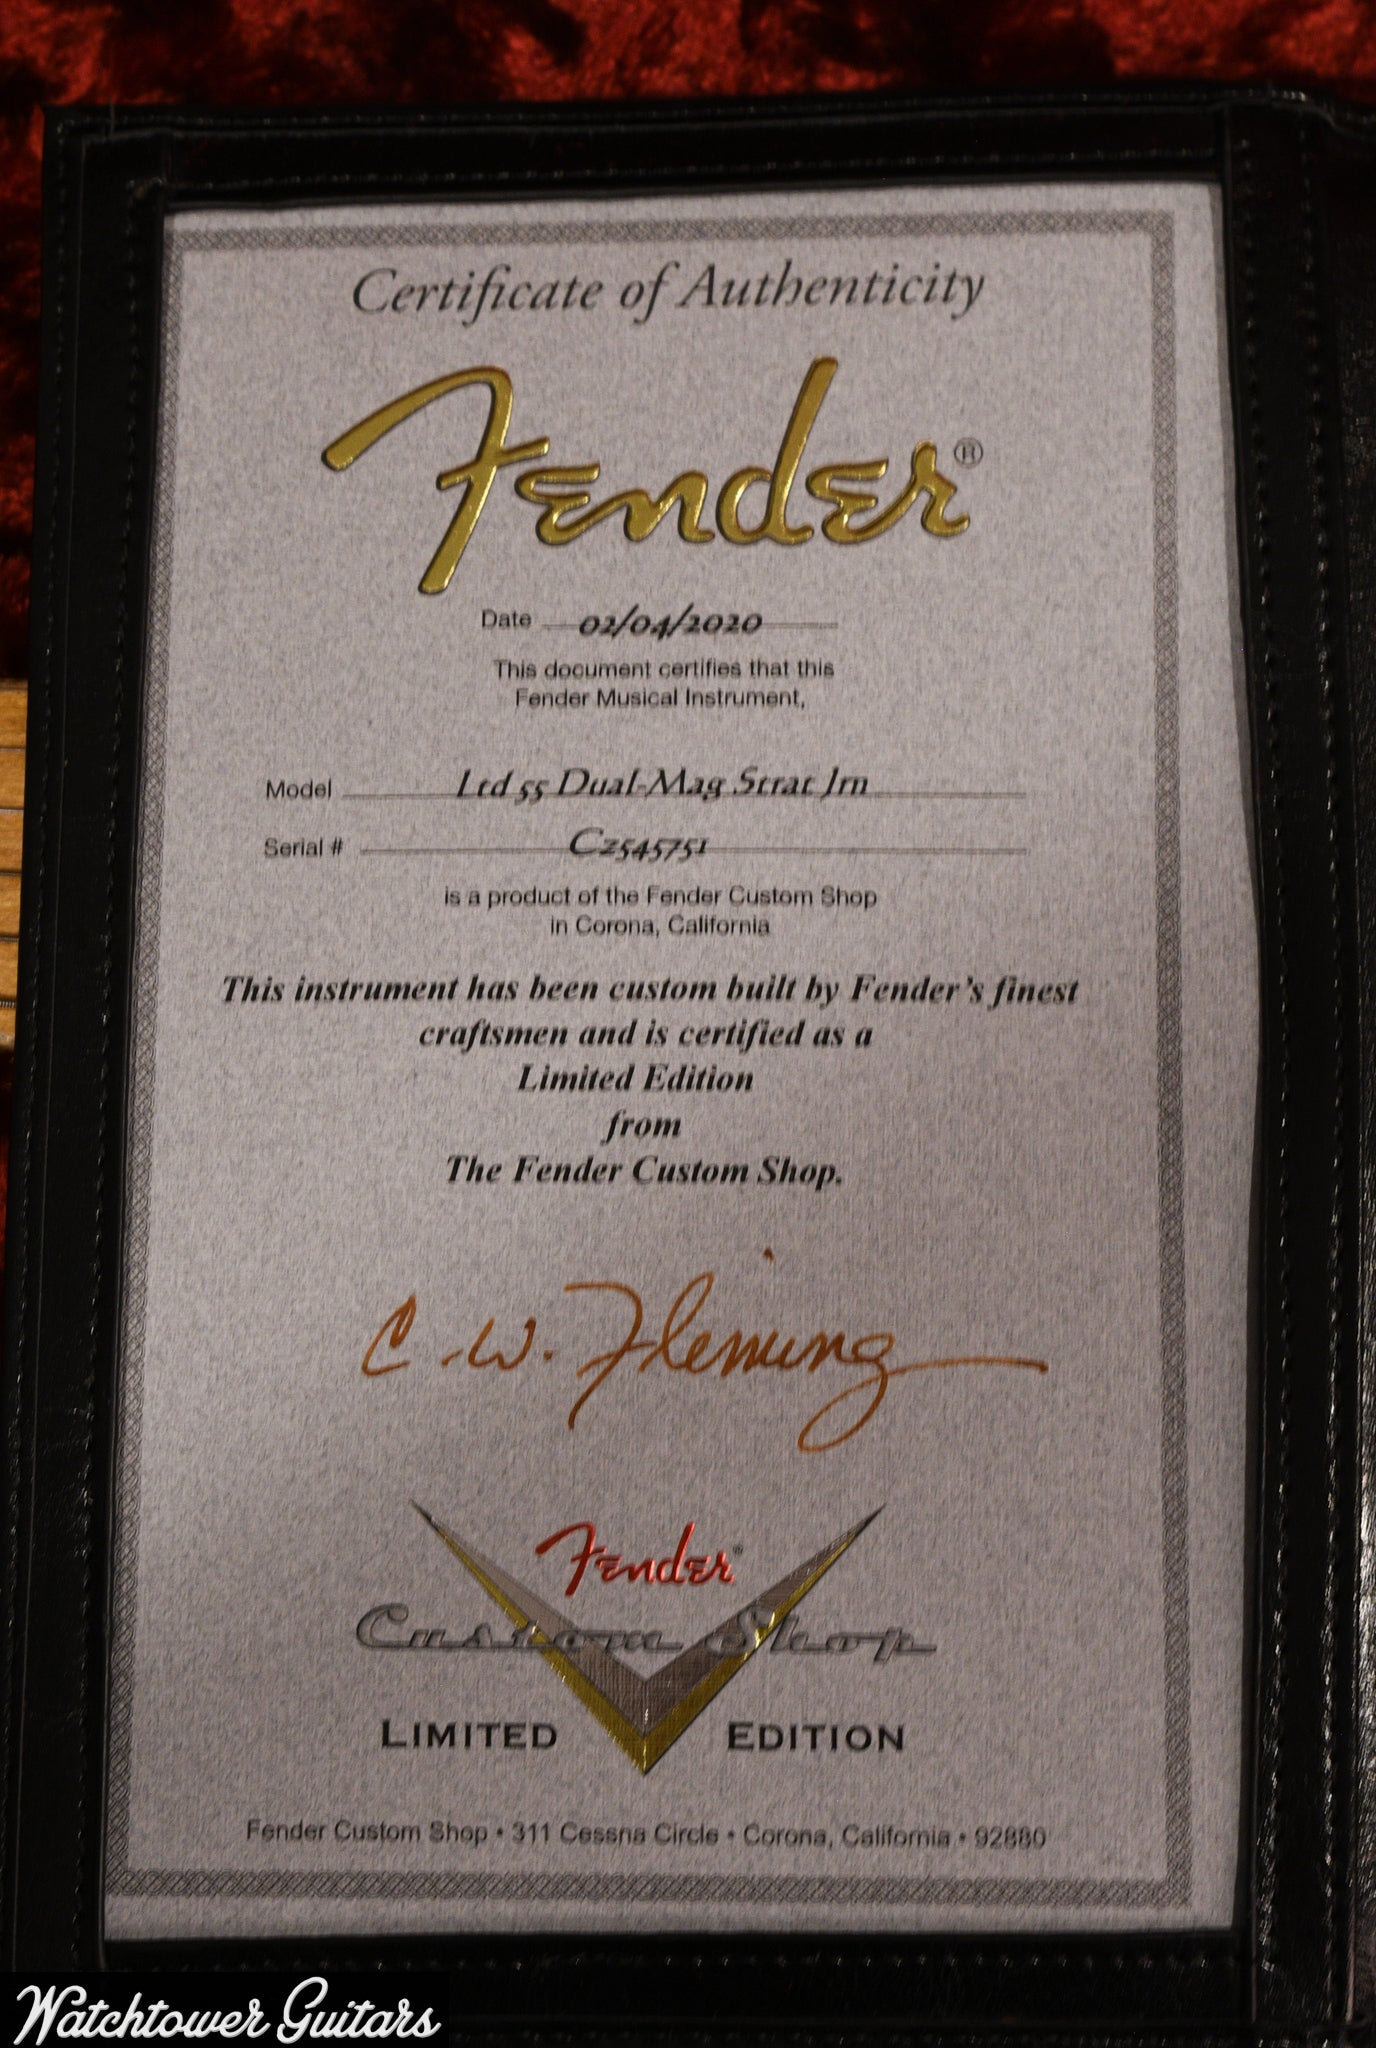 Certificate of Authenticity
Fender®
Date 02/04/2020
This document certifies that this
Fender Musical Instrument,
Model Ltd 55 Dual-Mag Strat Jrn
Serial # CZ545751
is a product of the Fender Custom Shop
in Corona, California
This instrument has been custom built by Fender's finest
craftsmen and is certified as a
Limited Edition
from
The Fender Custom Shop.
C.W. Fleming
Fender®
Custom Shop
LIMITED EDITION
Fender Custom Shop • 311 Cessna Circle • Corona, California • 92880
Watchtower Guitars